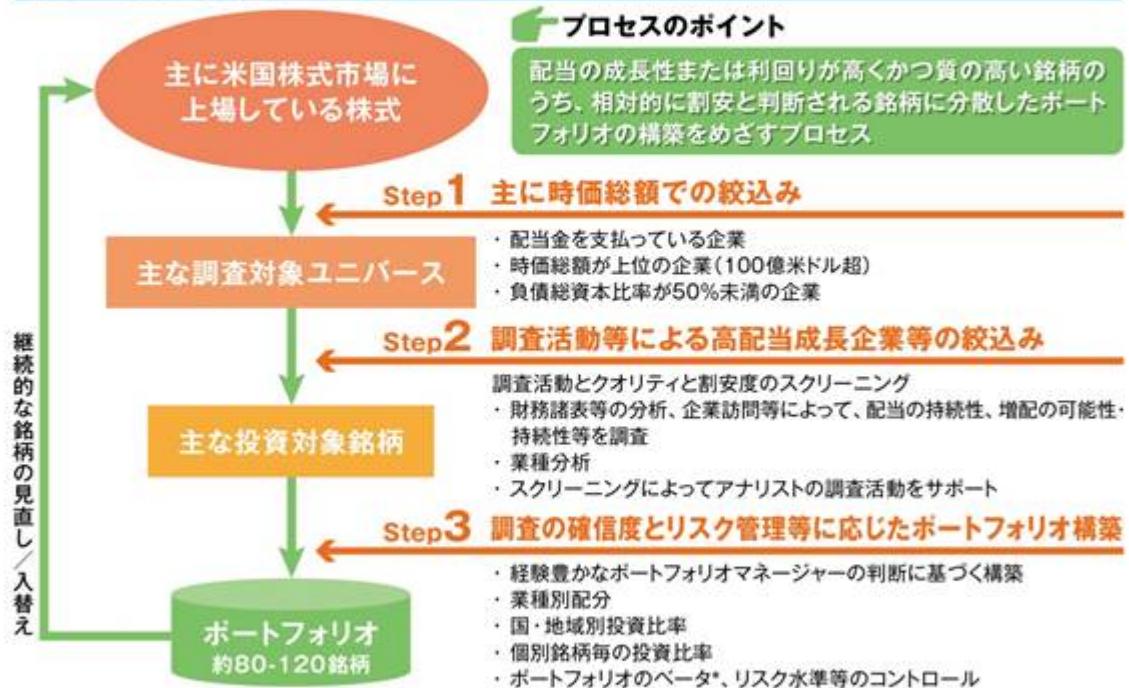 プロセスのポイント
配当の成長性または利回りが高くかつ質の高い銘柄の
うち、相対的に割安と判断される銘柄に分散したポート
フォリオの構築をめざすプロセス
主に米国株式市場に
上場している株式
Step1 主に時価総額での絞込み
・配当金を支払っている企業
・時価総額が上位の企業(100億米ドル超)
・負債総資本比率が50%未満の企業
主な調査対象ユニバース
Step2 調査活動等による高配当成長企業等の絞込み
調査活動とクオリティと割安度のスクリーニング
・財務諸表等の分析、企業訪問等によって、配当の持続性、増配の可能性・
持続性等を調査
・業種分析
・スクリーニングによってアナリストの調査活動をサポート
主な投資対象銘柄
Step3 調査の確信度とリスク管理等に応じたポートフォリオ構築
・経験豊かなポートフォリオマネージャーの判断に基づく構築
・業種別配分
・国・地域別投資比率
・個別銘柄毎の投資比率
・ポートフォリオのベータ*、リスク水準等のコントロール
ポートフォリオ
約80-120銘柄
継続的な銘柄の見直し/入替え